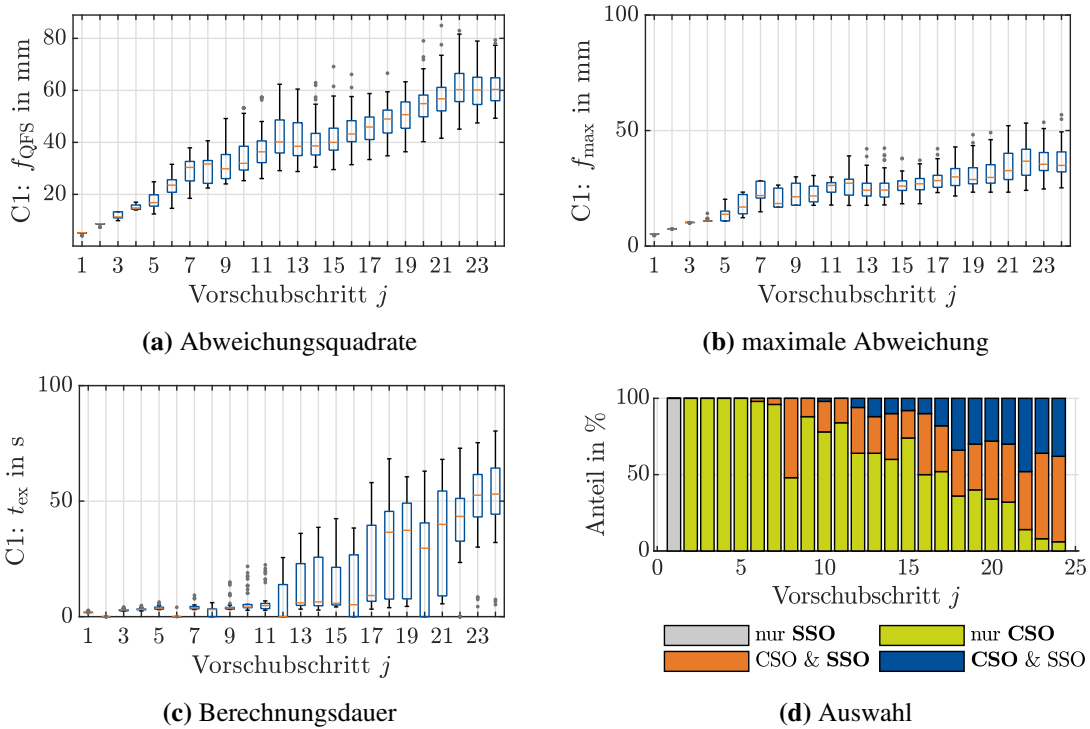 80
60
40
20
C1: f_QFS in mm
1 3 5 7 9 11 13 15 17 19 21 23
Vorschubschritt j
(a) Abweichungsquadrate
100
50
0
C1: f_max in mm
1 3 5 7 9 11 13 15 17 19 21 23
Vorschubschritt j
(b) maximale Abweichung
100
50
0
C1: t_ex in s
1 3 5 7 9 11 13 15 17 19 21 23
Vorschubschritt j
(c) Berechnungsdauer
100
50
0
Anteil in %
0 5 10 15 20 25
Vorschubschritt j
nur SSO
nur CSO
CSO & SSO
CSO & SSO
(d) Auswahl